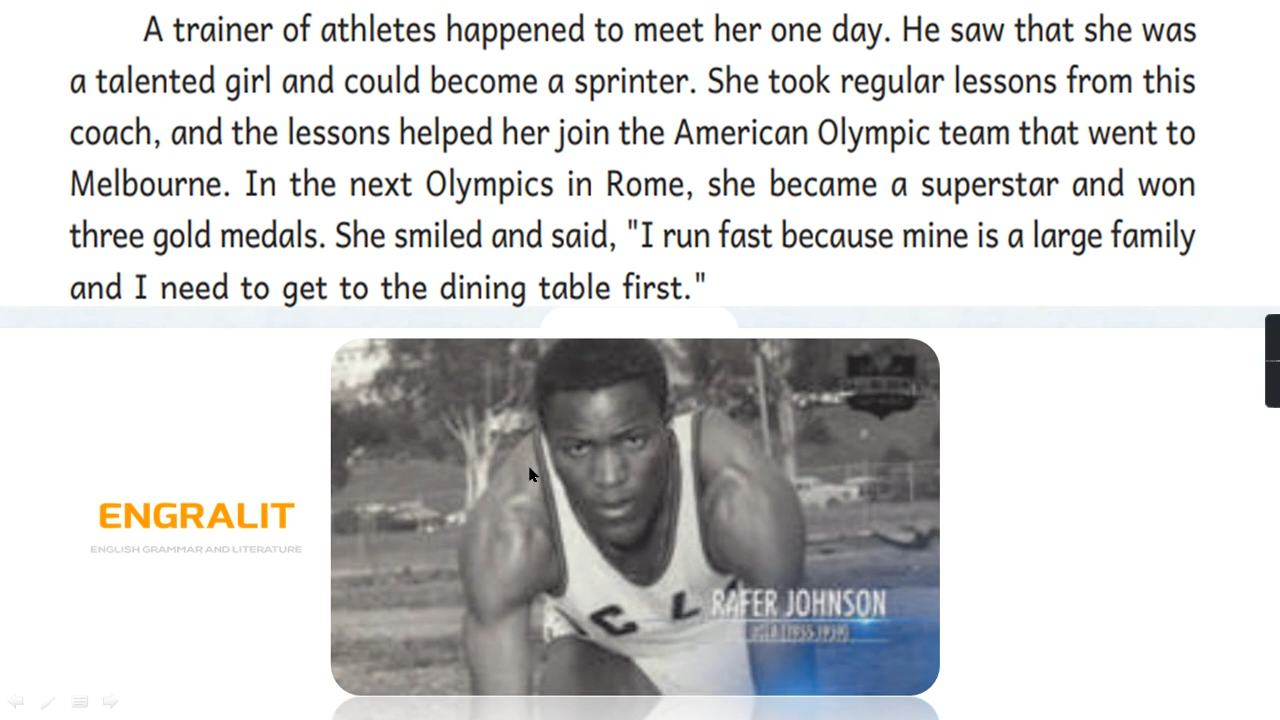 A trainer of athletes happened to meet her one day. He saw that she was
a talented girl and could become a sprinter. She took regular lessons from this
coach, and the lessons helped her join the American Olympic team that went to
Melbourne. In the next Olympics in Rome, she became a superstar and won
three gold medals. She smiled and said, "I run fast because mine is a large family
and I need to get to the dining table first."
ENGRALIT
ENGLISH GRAMMAR AND LITERATURE
C L
RAFER JOHNSON